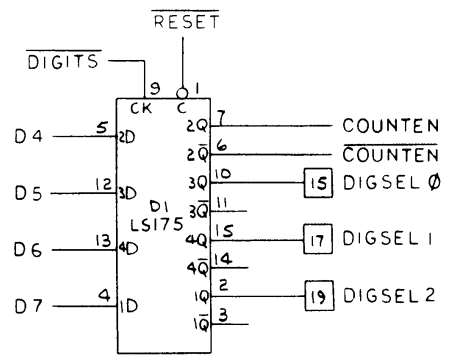 RESET
DIGITS
9 1
CK C
D4 5 2D
D5 12 3D
D6 13 4D
D7 4 1D
D1
LS175
2Q 7 COUNTEN
2Q 6 COUNTEN
3Q 10 15 DIGSEL 0
3Q 11
4Q 15 17 DIGSEL 1
4Q 14
1Q 2 19 DIGSEL 2
1Q 3